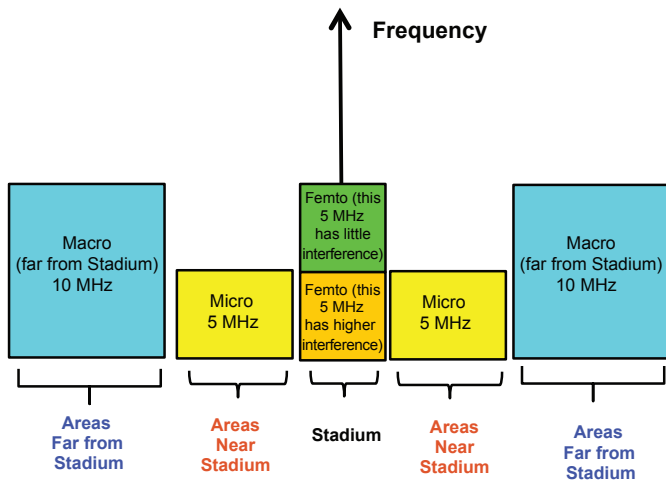 Frequency
Macro
(far from Stadium)
10 MHz
Micro
5 MHz
Femto (this
5 MHz
has little
interference)
Femto (this
5 MHz
has higher
interference)
Micro
5 MHz
Macro
(far from Stadium)
10 MHz
Areas
Far from
Stadium
Areas
Near
Stadium
Stadium
Areas
Near
Stadium
Areas
Far from
Stadium